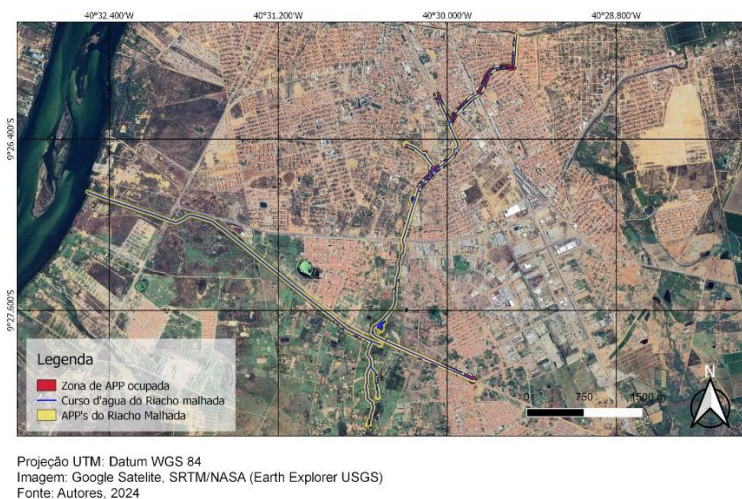 40°32.400'W 40°31.200'W 40°30.000'W 40°28.800'W
9°26.400'S
9°27.600'S
Legenda
Zona de APP ocupada
Curso d'agua do Riacho malhada
APP's do Riacho Malhada
N
0 750 1500 m
Projeção UTM: Datum WGS 84
Imagem: Google Satelite, SRTM/NASA (Earth Explorer USGS)
Fonte: Autores, 2024